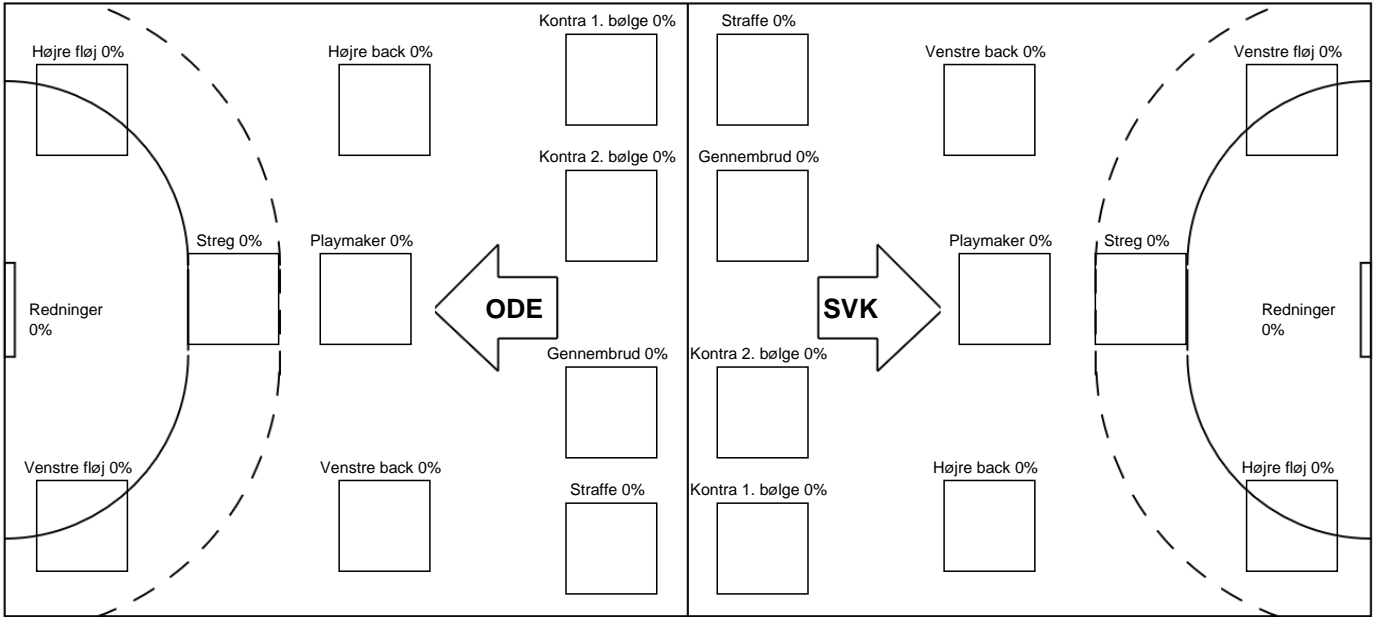 Kontra 1. bølge 0%
Straffe 0%
Højre fløj 0%
Højre back 0%
Venstre back 0%
Venstre fløj 0%
Kontra 2. bølge 0%
Gennembrud 0%
Streg 0%
Playmaker 0%
Playmaker 0%
Streg 0%
Redninger
0%
ODE
SVK
Redninger
0%
Gennembrud 0%
Kontra 2. bølge 0%
Venstre fløj 0%
Venstre back 0%
Højre back 0%
Højre fløj 0%
Straffe 0%
Kontra 1. bølge 0%